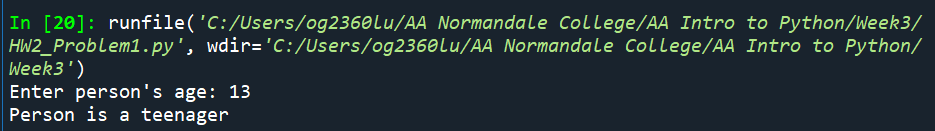 In [20]: runfile('C:/Users/og2360lu/AA Normandale College/AA Intro to Python/Week3/
HW2_Problem1.py', wdir='C:/Users/og2360lu/AA Normandale College/AA Intro to Python/
Week3')
Enter person's age: 13
Person is a teenager